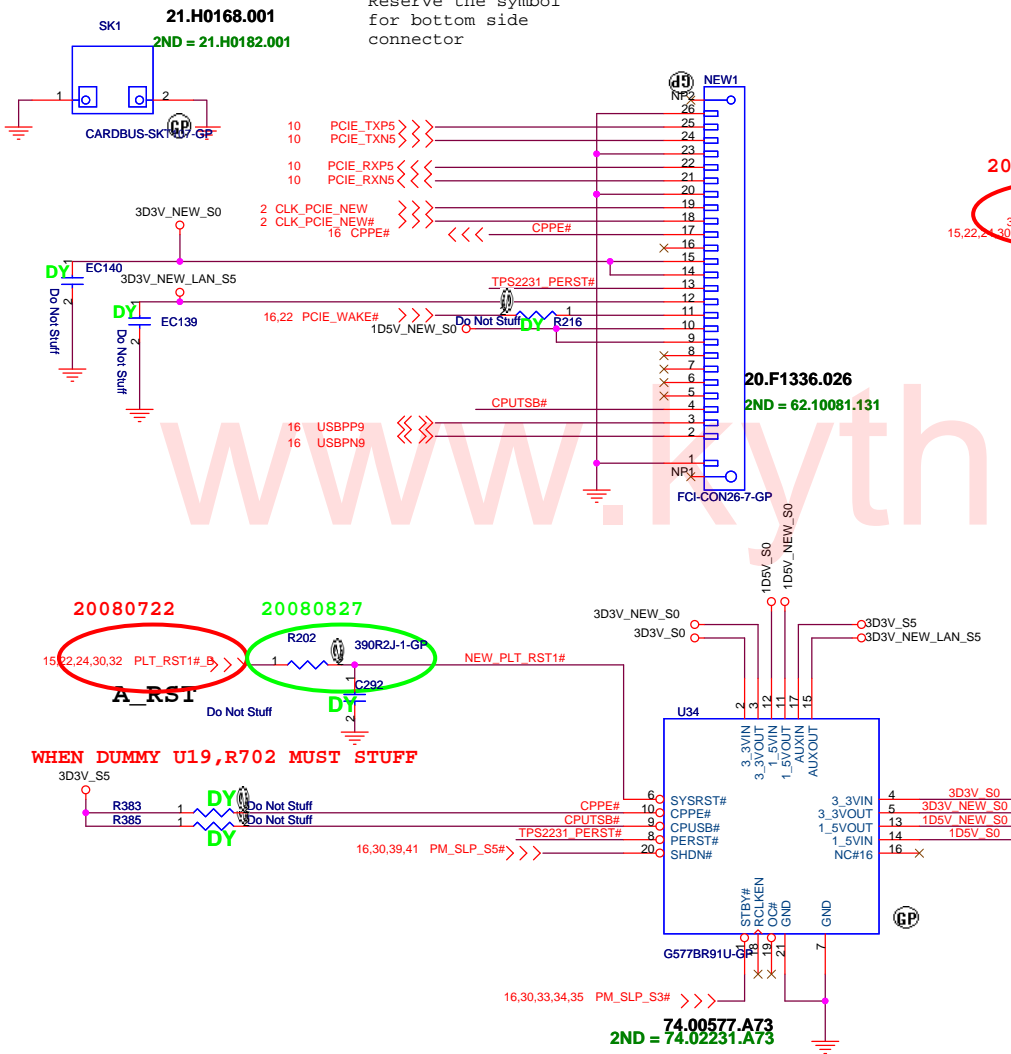 Reserve the symbol
for bottom side
connector
21.H0168.001
2ND = 21.H0182.001
SK1
1
2
GP
NEW1
GP
NP2
26
10 PCIE_TXP5
25
10 PCIE_TXN5
24
23
10 PCIE_RXP5
22
10 PCIE_RXN5
21
20
2 CLK_PCIE_NEW
19
2 CLK_PCIE_NEW#
18
16 CPPE#
CPPE#
17
16
3D3V_NEW_S0
15
14
TPS2231_PERST#
13
DY
EC140
1
2
Do Not Stuff
3D3V_NEW_LAN_S5
12
DY
EC139
1
2
Do Not Stuff
16,22 PCIE_WAKE#
2
1
11
Do Not Stuff
DY
R216
1D5V_NEW_S0
10
9
8
7
6
5
CPUTSB#
4
16 USBPP9
3
16 USBPN9
2
1
NP1
20.F1336.026
2ND = 62.10081.131
FCI-CON26-7-GP
www.kyth
20080722
20080827
15,22,24,30,32 PLT_RST1#_B
R202
1
2
390R2J-1-GP
NEW_PLT_RST1#
A_RST
Do Not Stuff
C292
1
DY
2
WHEN DUMMY U19,R702 MUST STUFF
3D3V_S5
R383
1
DY
Do Not Stuff
CPPE#
R385
1
DY
Do Not Stuff
CPUTSB#
TPS2231_PERST#
16,30,39,41 PM_SLP_S5#
3D3V_NEW_S0
3D3V_S0
1D5V_S0
1D5V_NEW_S0
3D3V_S5
3D3V_NEW_LAN_S5
U34
2
3
12
11
17
15
3_3VIN
3_3VOUT
1_5VIN
1_5VOUT
AUXIN
AUXOUT
6 SYSRST#
10 CPPE#
9 CPUSB#
8 PERST#
20 SHDN#
3_3VIN 4 3D3V_S0
3_3VOUT 5 3D3V_NEW_S0
1_5VOUT 13 1D5V_NEW_S0
1_5VIN 14 1D5V_S0
NC#16 16
STBY#
RCLKEN
OC#
GND
GND
1
18
19
21
7
G577BR91U-GP
GP
16,30,33,34,35 PM_SLP_S3#
74.00577.A73
2ND = 74.02231.A73